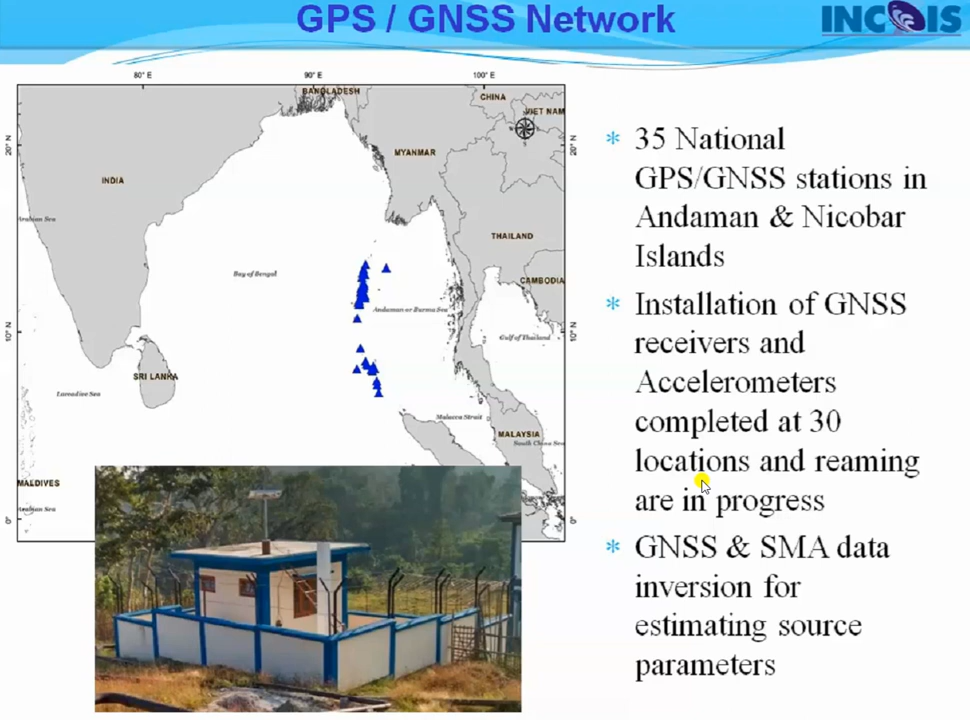 GPS / GNSS Network
INCOIS
80° E
90° E
100° E
BANGLADESH
CHINA
VIET NAM
20° N
20° N
MYANMAR
INDIA
Arabian Sea
THAILAND
Bay of Bengal
CAMBODIA
Andaman or Burma Sea
10° N
10° N
Gulf of Thailand
SRI LANKA
Laccadive Sea
Malacca Strait
MALAYSIA
South China Sea
MALDIVES
Arabian Sea
0°
0°
* 35 National
GPS/GNSS stations in
Andaman & Nicobar
Islands
* Installation of GNSS
receivers and
Accelerometers
completed at 30
locations and reaming
are in progress
* GNSS & SMA data
inversion for
estimating source
parameters